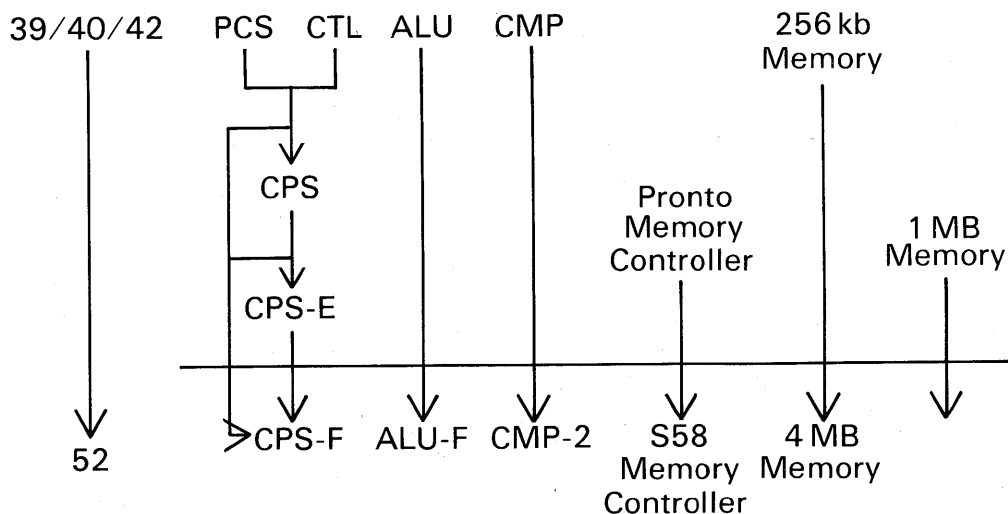 39/40/42 PCS CTL ALU CMP 256 kb
Memory
CPS
Pronto
Memory
Controller
1 MB
Memory
CPS-E
52
CPS-F ALU-F CMP-2 S58
Memory
Controller
4 MB
Memory